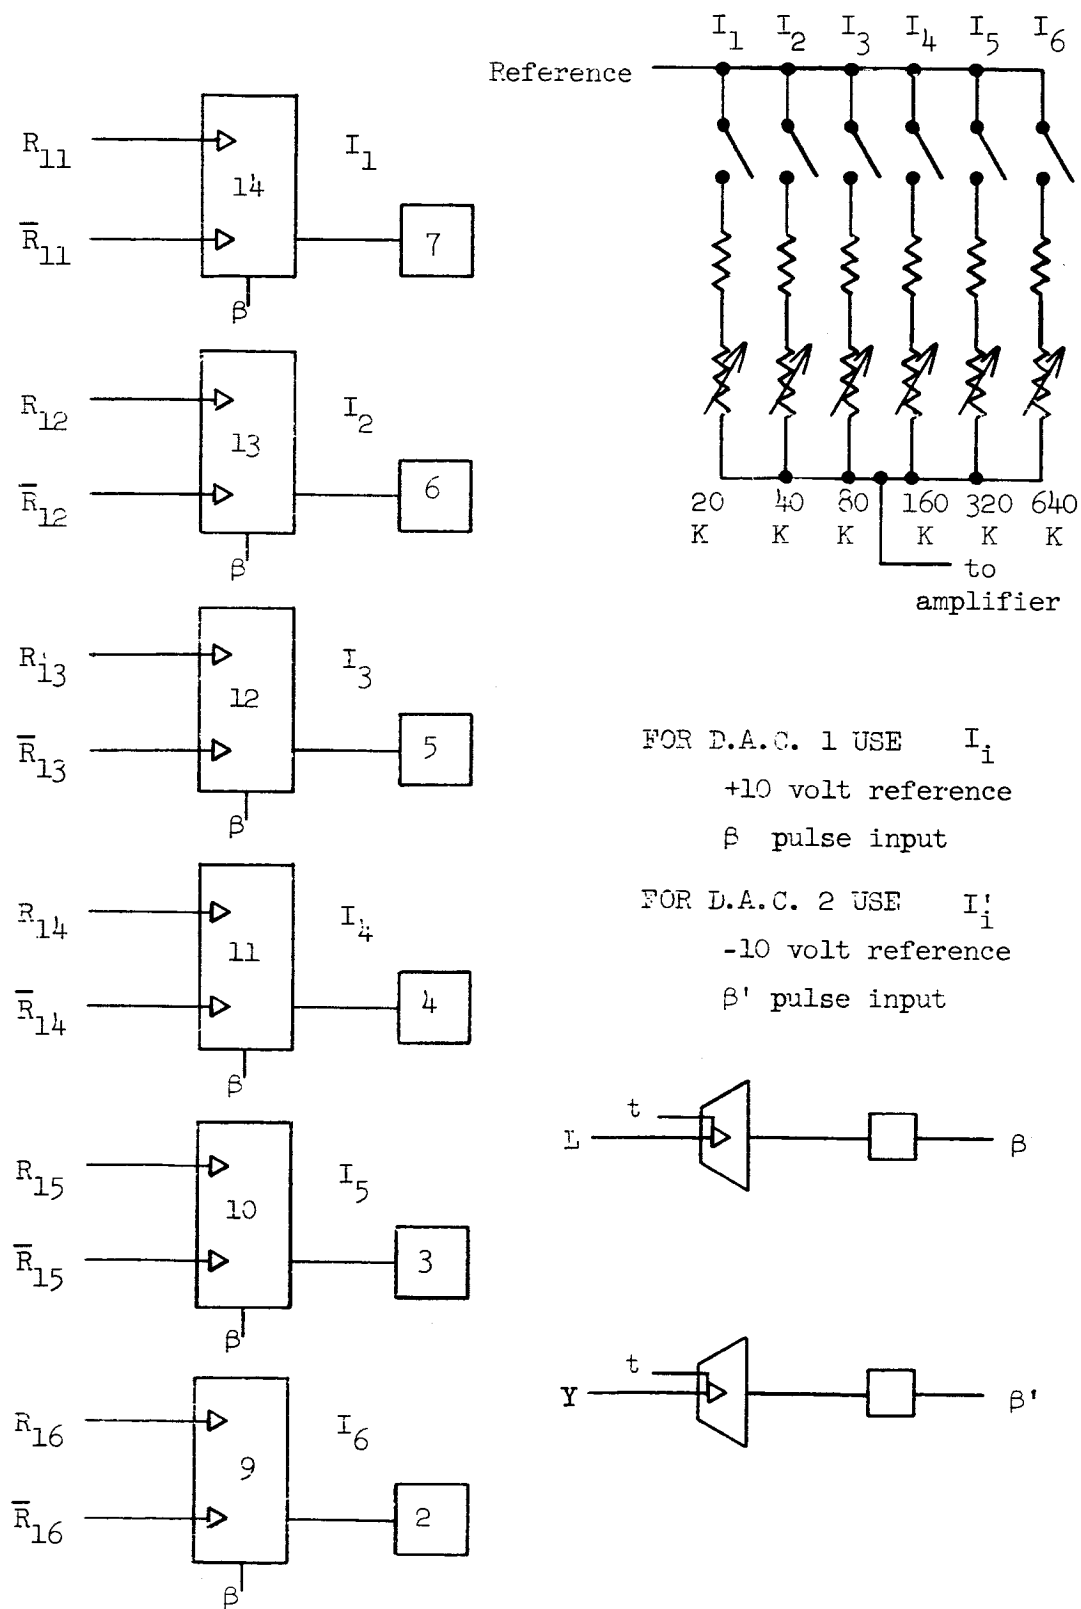 R11
R̄11
14
I1
7
β
R12
R̄12
13
I2
6
β
R13
R̄13
12
I3
5
β
R14
R̄14
11
I4
4
β
R15
R̄15
10
I5
3
β
R16
R̄16
9
I6
2
β
I1 I2 I3 I4 I5 I6
Reference
20 40 80 160 320 640
K K K K K K
to
amplifier
FOR D.A.C. 1 USE Ii
+10 volt reference
β pulse input
FOR D.A.C. 2 USE I'i
-10 volt reference
β' pulse input
t
L
β
t
Y
β'